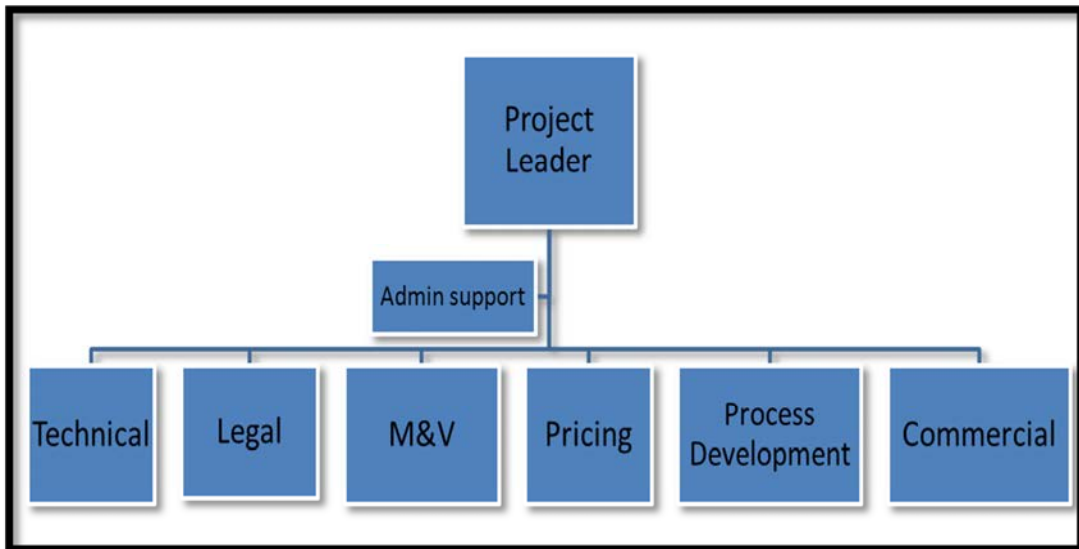 Project
Leader
Admin support
Technical
Legal
M&V
Pricing
Process
Development
Commercial